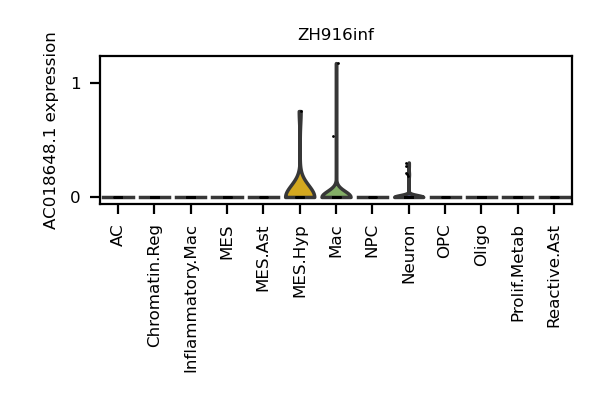 ZH916inf
AC018648.1 expression
1
0
AC
Chromatin.Reg
Inflammatory.Mac
MES
MES.Ast
MES.Hyp
Mac
NPC
Neuron
OPC
Oligo
Prolif.Metab
Reactive.Ast